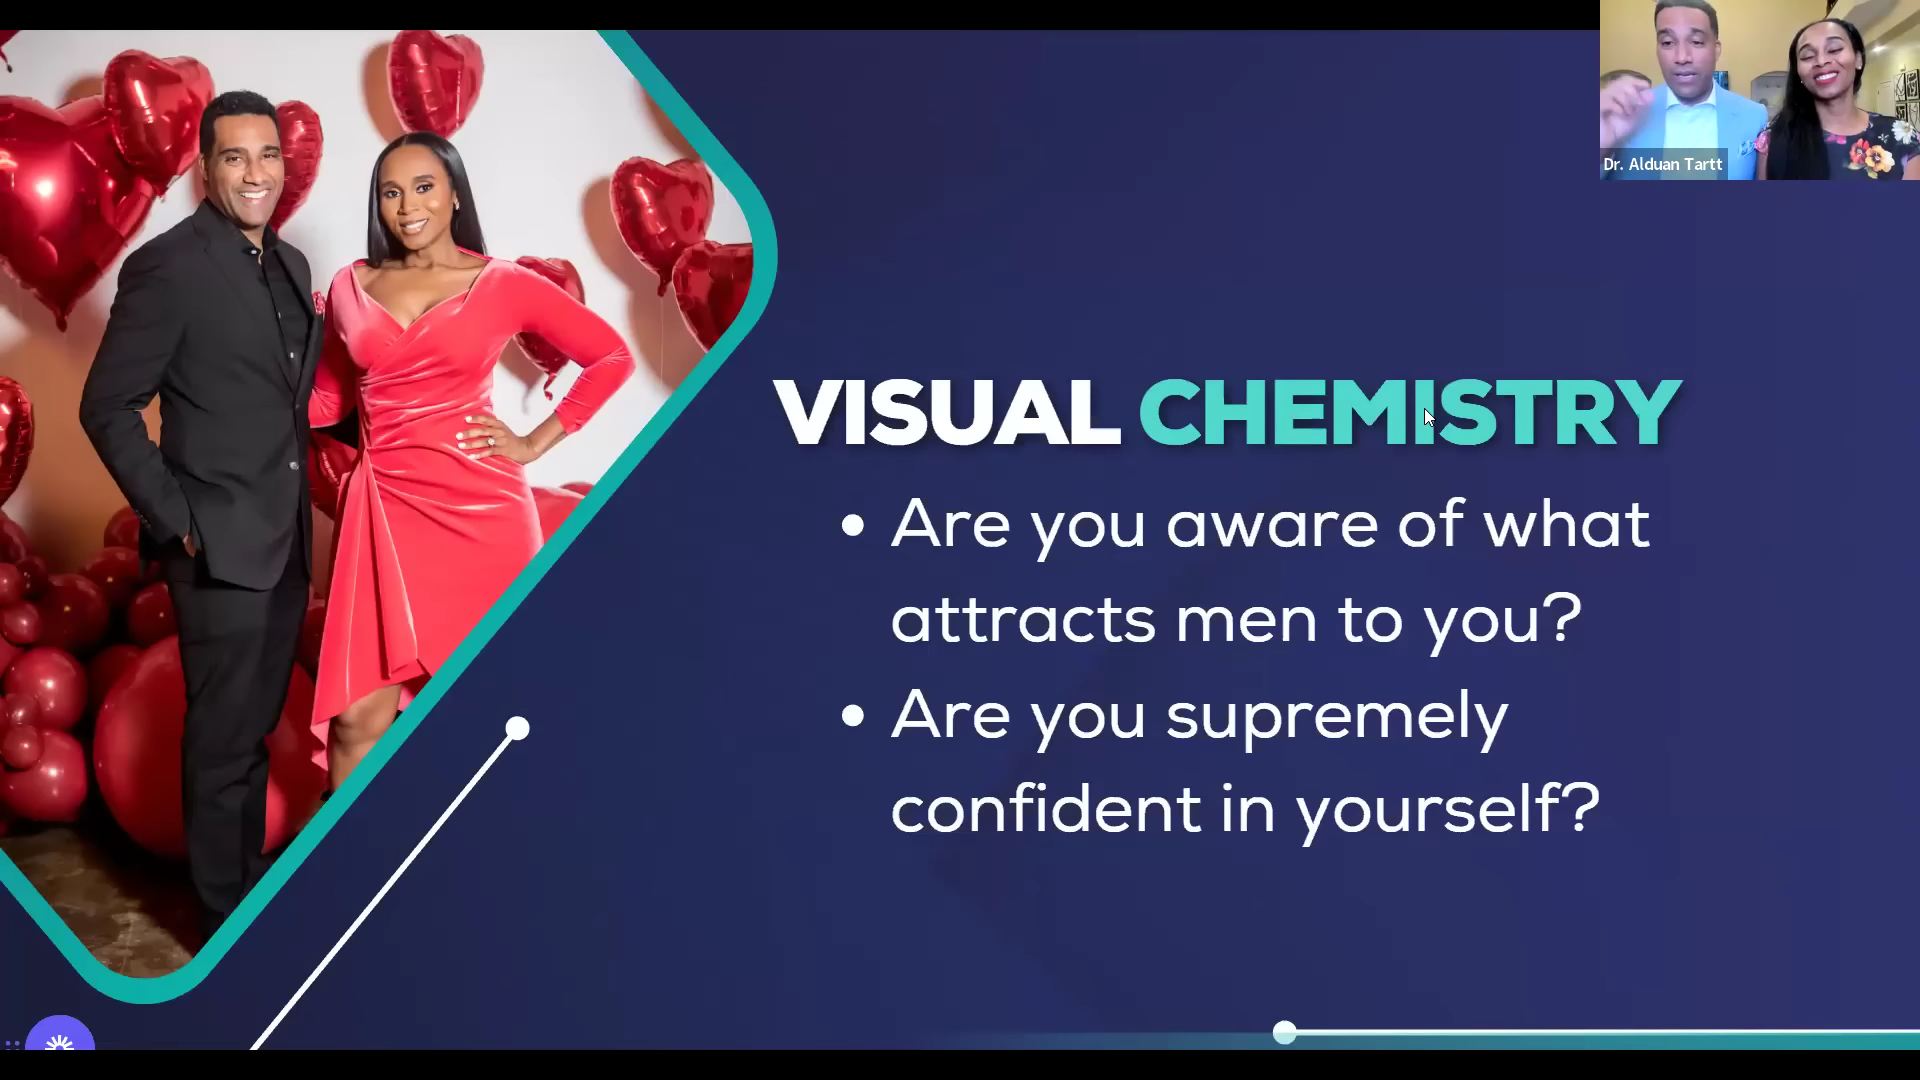 Dr. Alduan Tartt
VISUAL CHEMISTRY
• Are you aware of what
attracts men to you?
• Are you supremely
confident in yourself?